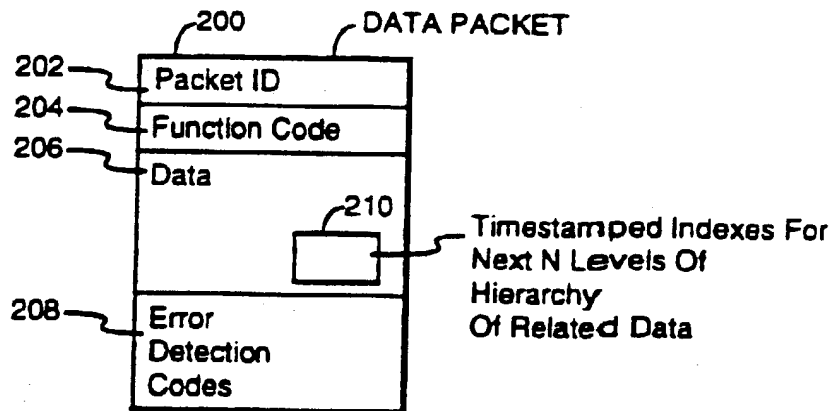 200
DATA PACKET
202
Packet ID
204
Function Code
206
Data
210
Timestamped Indexes For
Next N Levels Of
Hierarchy
Of Related Data
208
Error
Detection
Codes